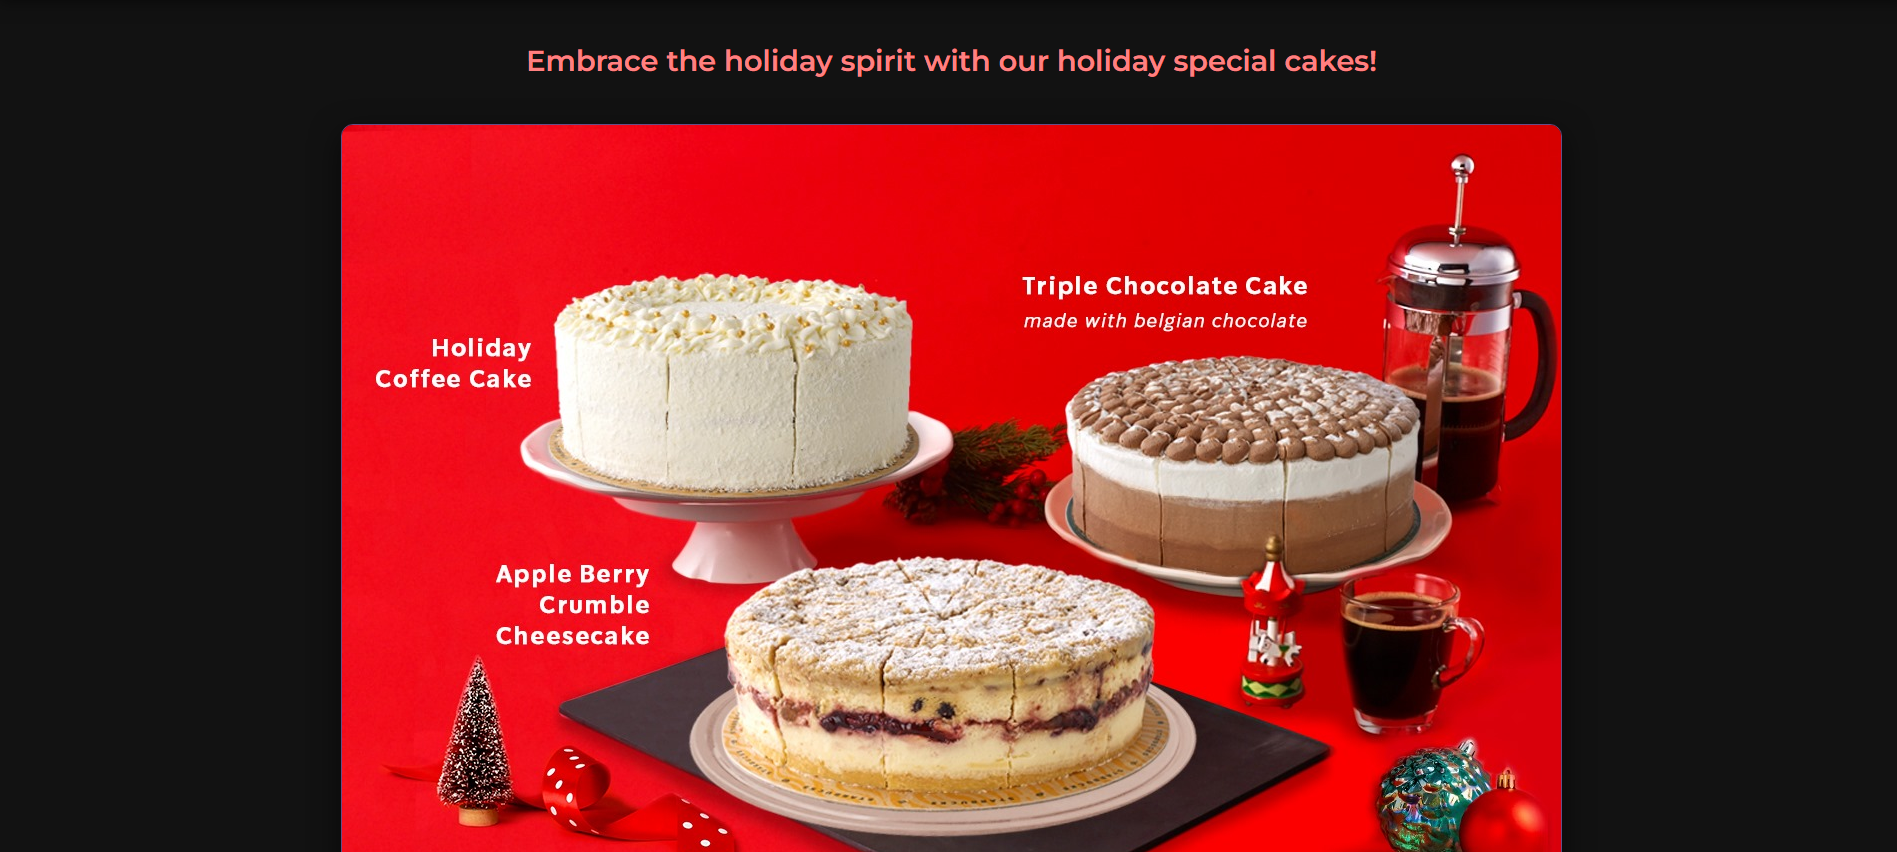 Embrace the holiday spirit with our holiday special cakes!
Triple Chocolate Cake
made with belgian chocolate
Holiday
Coffee Cake
Apple Berry
Crumble
Cheesecake